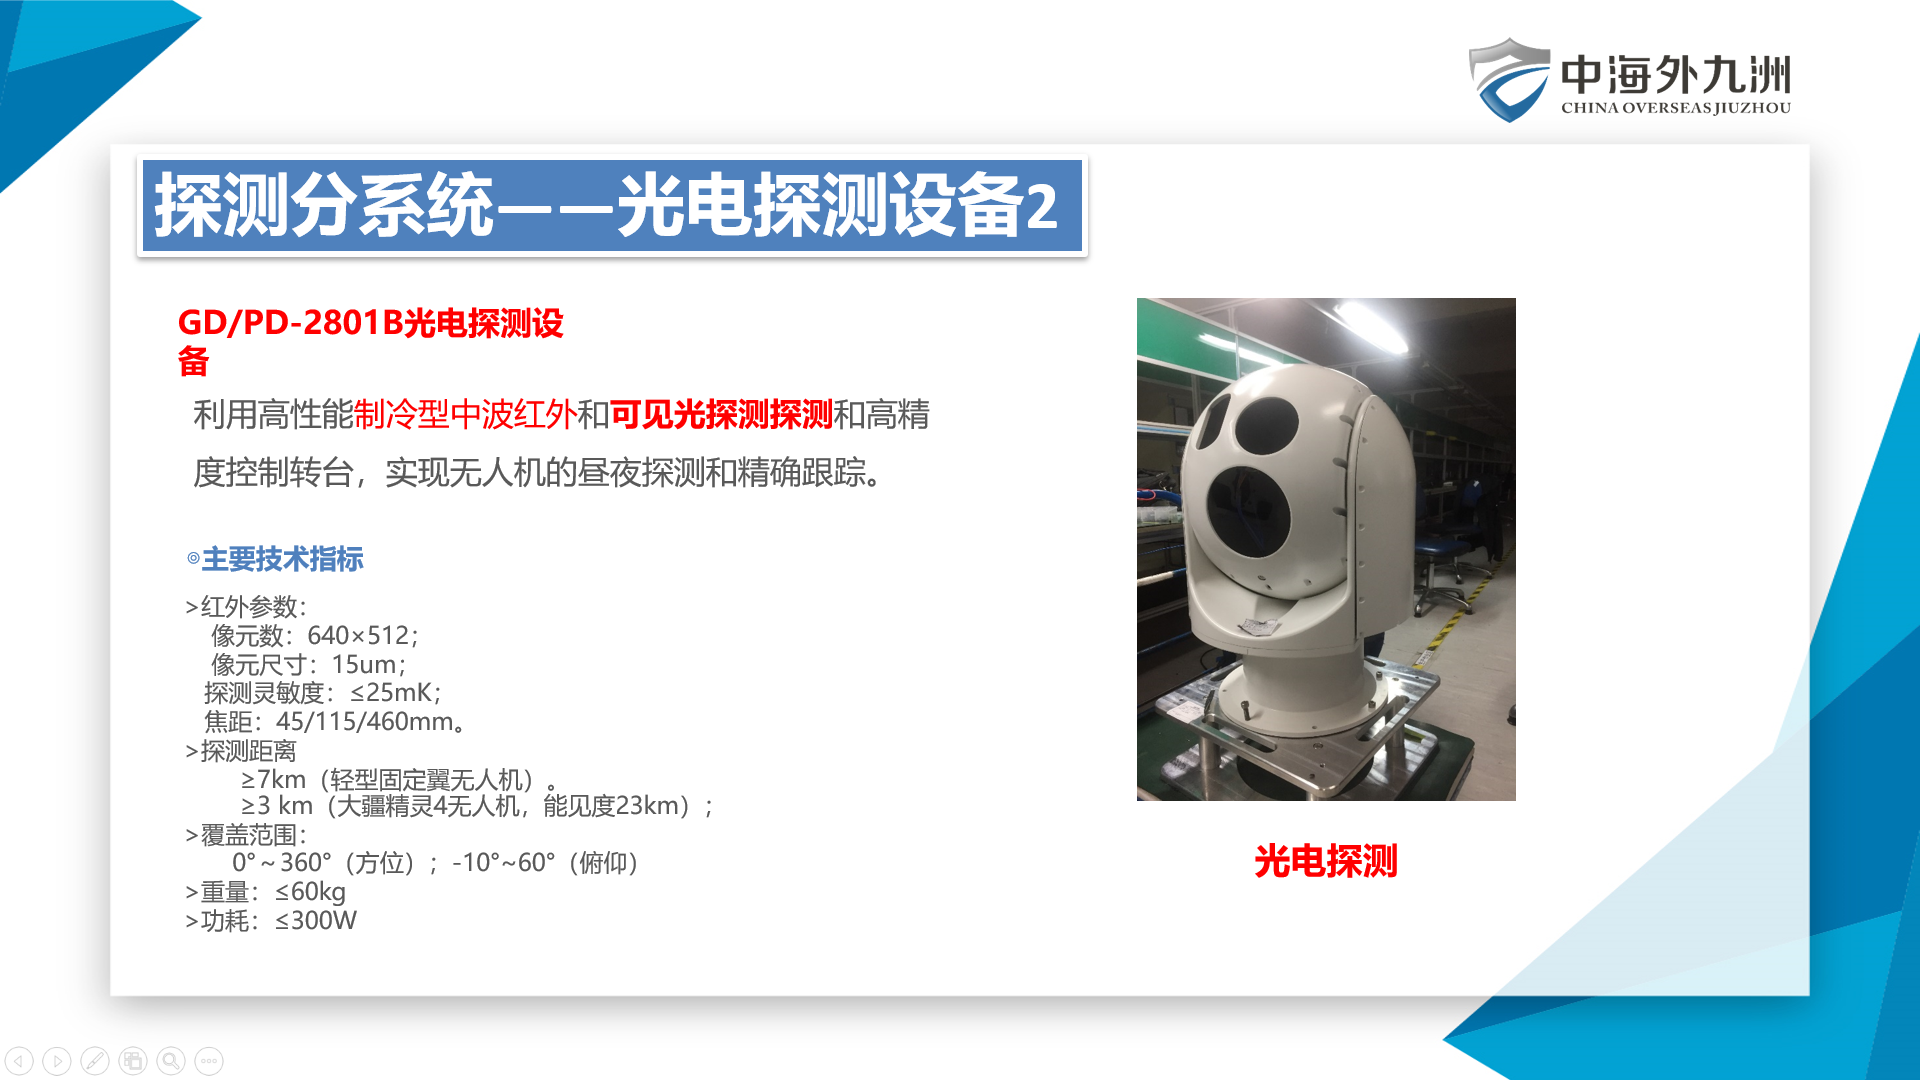 中海外九洲
CHINA OVERSEAS JIUZHOU
探测分系统——光电探测设备2
GD/PD-2801B光电探测设
备
利用高性能制冷型中波红外和可见光探测探测和高精
度控制转台，实现无人机的昼夜探测和精确跟踪。
◎主要技术指标
>红外参数：
像元数：640×512；
像元尺寸：15um；
探测灵敏度：≤25mK；
焦距：45/115/460mm。
>探测距离
≥7km（轻型固定翼无人机）。
≥3 km（大疆精灵4无人机，能见度23km）；
>覆盖范围：
0°～360°（方位）；-10°~60°（俯仰）
>重量：≤60kg
>功耗：≤300W
光电探测